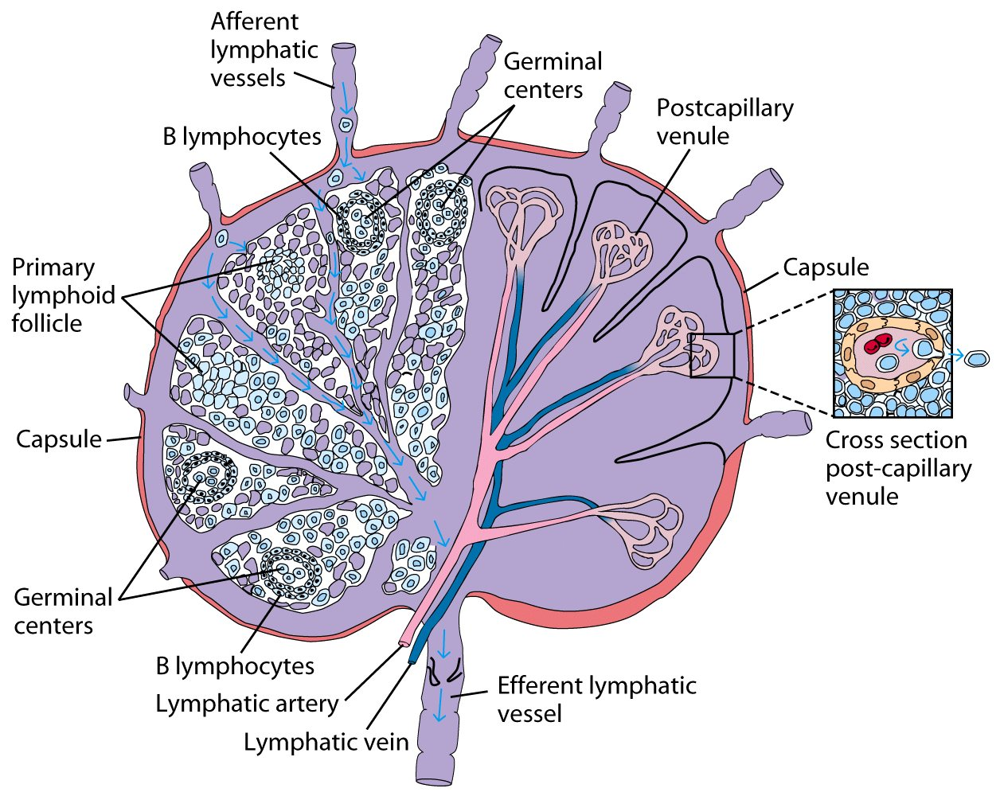 Afferent
lymphatic
vessels
Germinal
centers
Postcapillary
venule
B lymphocytes
Primary
lymphoid
follicle
Capsule
Capsule
Cross section
post-capillary
venule
Germinal
centers
B lymphocytes
Lymphatic artery
Lymphatic vein
Efferent lymphatic
vessel